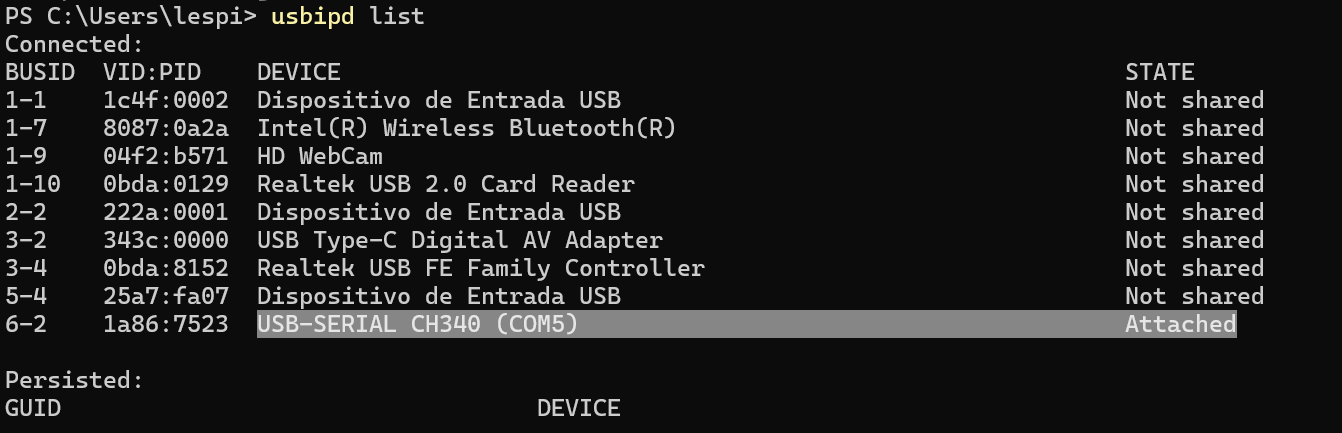 PS C:\Users\lespi> usbipd list
Connected:
BUSID  VID:PID    DEVICE                                                        STATE
1-1    1c4f:0002  Dispositivo de Entrada USB                                    Not shared
1-7    8087:0a2a  Intel(R) Wireless Bluetooth(R)                                Not shared
1-9    04f2:b571  HD WebCam                                                     Not shared
1-10   0bda:0129  Realtek USB 2.0 Card Reader                                   Not shared
2-2    222a:0001  Dispositivo de Entrada USB                                    Not shared
3-2    343c:0000  USB Type-C Digital AV Adapter                                 Not shared
3-4    0bda:8152  Realtek USB FE Family Controller                              Not shared
5-4    25a7:fa07  Dispositivo de Entrada USB                                    Not shared
6-2    1a86:7523  USB-SERIAL CH340 (COM5)                                       Attached
Persisted:
GUID                                  DEVICE